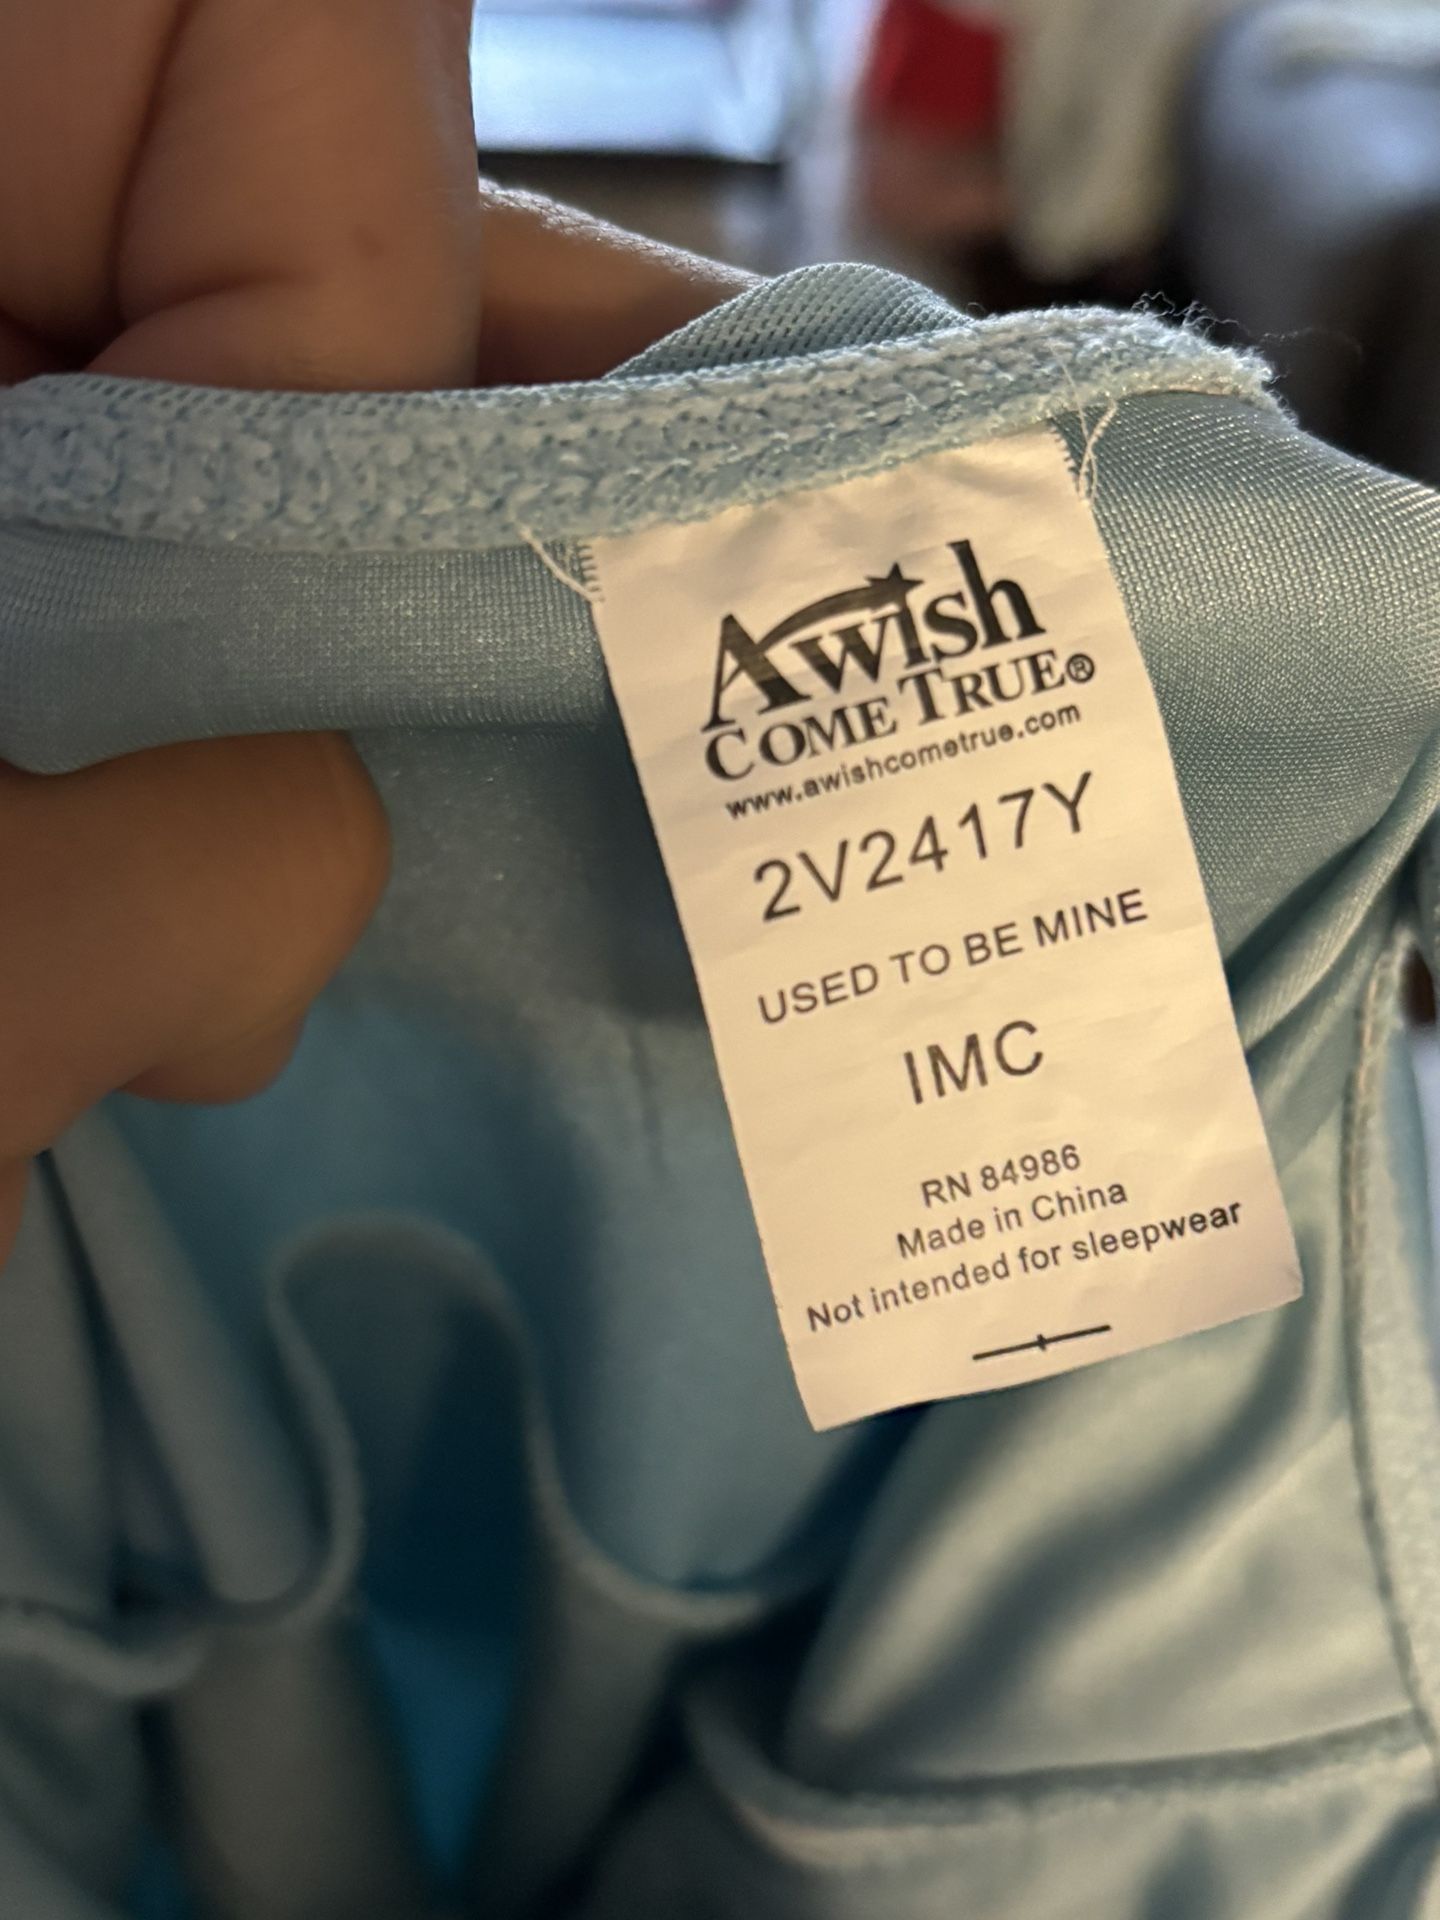 A wish
COME TRUE®
www.awishcometrue.com
2V2417Y
USED TO BE MINE
IMC
RN 84986
Made in China
Not intended for sleepwear